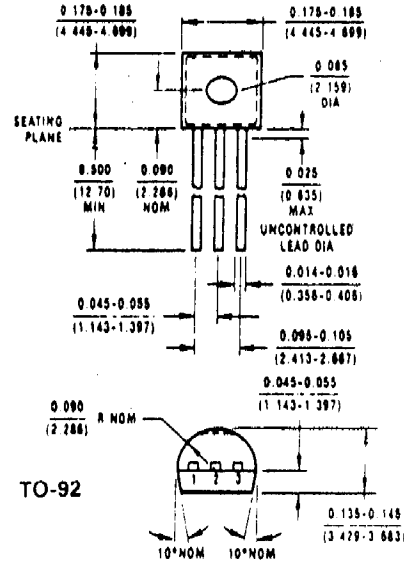 0.175-0.185
(4.445-4.699)
0.175-0.185
(4.445-4.699)
0.085
(2.159)
DIA
SEATING
PLANE
0.500
(12.70)
MIN
0.090
(2.286)
NOM
0.025
(0.635)
MAX
UNCONTROLLED
LEAD DIA
0.014-0.016
(0.356-0.406)
0.045-0.055
(1.143-1.397)
0.095-0.105
(2.413-2.667)
0.045-0.055
(1.143-1.397)
0.090
(2.286)
R NOM
1 2 3
TO-92
0.135-0.145
(3.429-3.683)
10° NOM
10° NOM